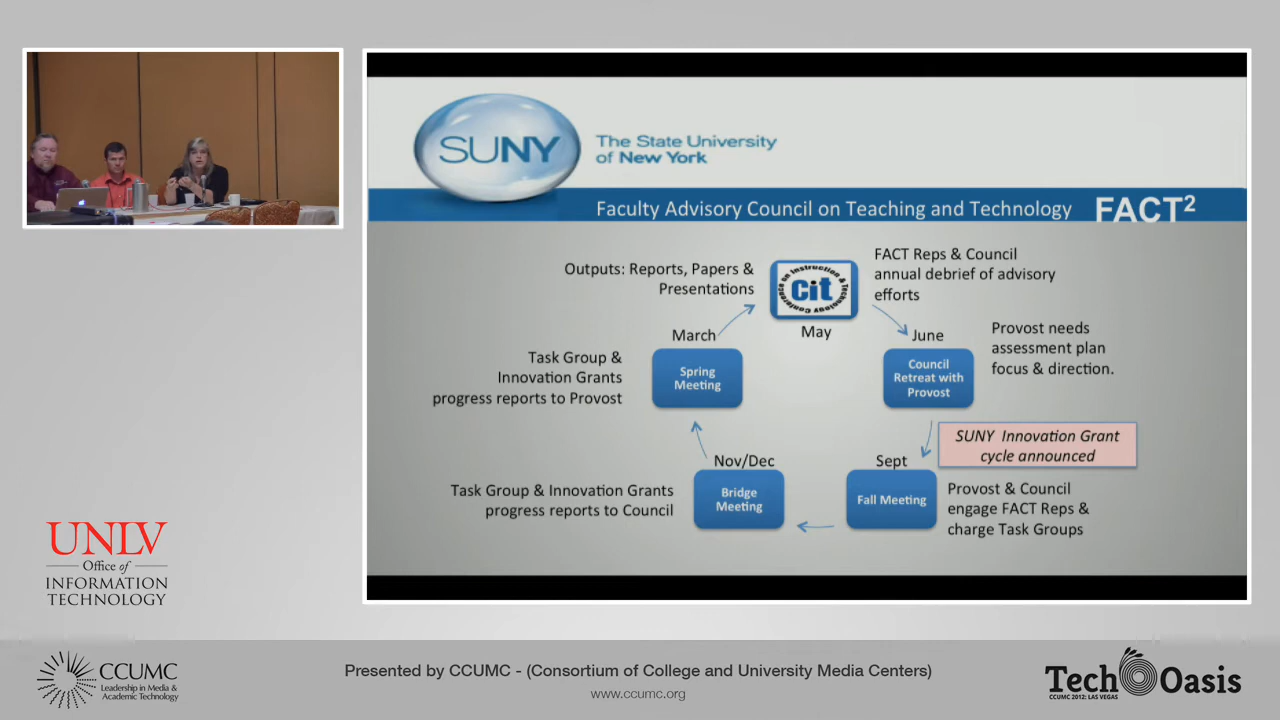 SUNY
The State University
of New York
Faculty Advisory Council on Teaching and Technology
FACT²
Outputs: Reports, Papers &
Presentations
Conference on Instruction & Technology
cit
May
FACT Reps & Council
annual debrief of advisory
efforts
March
Spring
Meeting
June
Council
Retreat with
Provost
Provost needs
assessment plan
focus & direction.
Task Group &
Innovation Grants
progress reports to Provost
SUNY Innovation Grant
cycle announced
Nov/Dec
Bridge
Meeting
Sept
Fall Meeting
Task Group & Innovation Grants
progress reports to Council
Provost & Council
engage FACT Reps &
charge Task Groups
UNLV
Office of
INFORMATION
TECHNOLOGY
CCUMC
Leadership in Media &
Academic Technology
Presented by CCUMC - (Consortium of College and University Media Centers)
www.ccumc.org
Tech Oasis
CCUMC 2012: LAS VEGAS